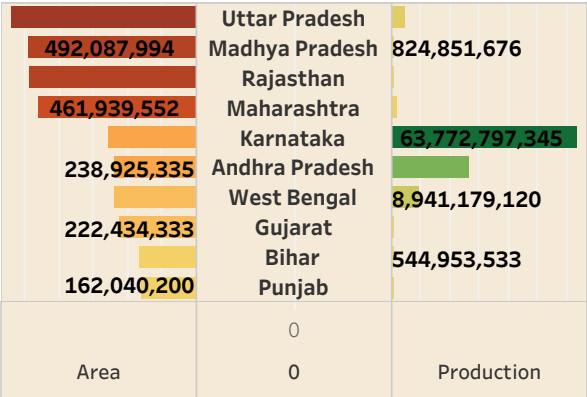 Uttar Pradesh
492,087,994 Madhya Pradesh 824,851,676
Rajasthan
461,939,552 Maharashtra
Karnataka 63,772,797,345
238,925,335 Andhra Pradesh
West Bengal 8,941,179,120
222,434,333 Gujarat
Bihar 544,953,533
162,040,200 Punjab
0
Area 0 Production